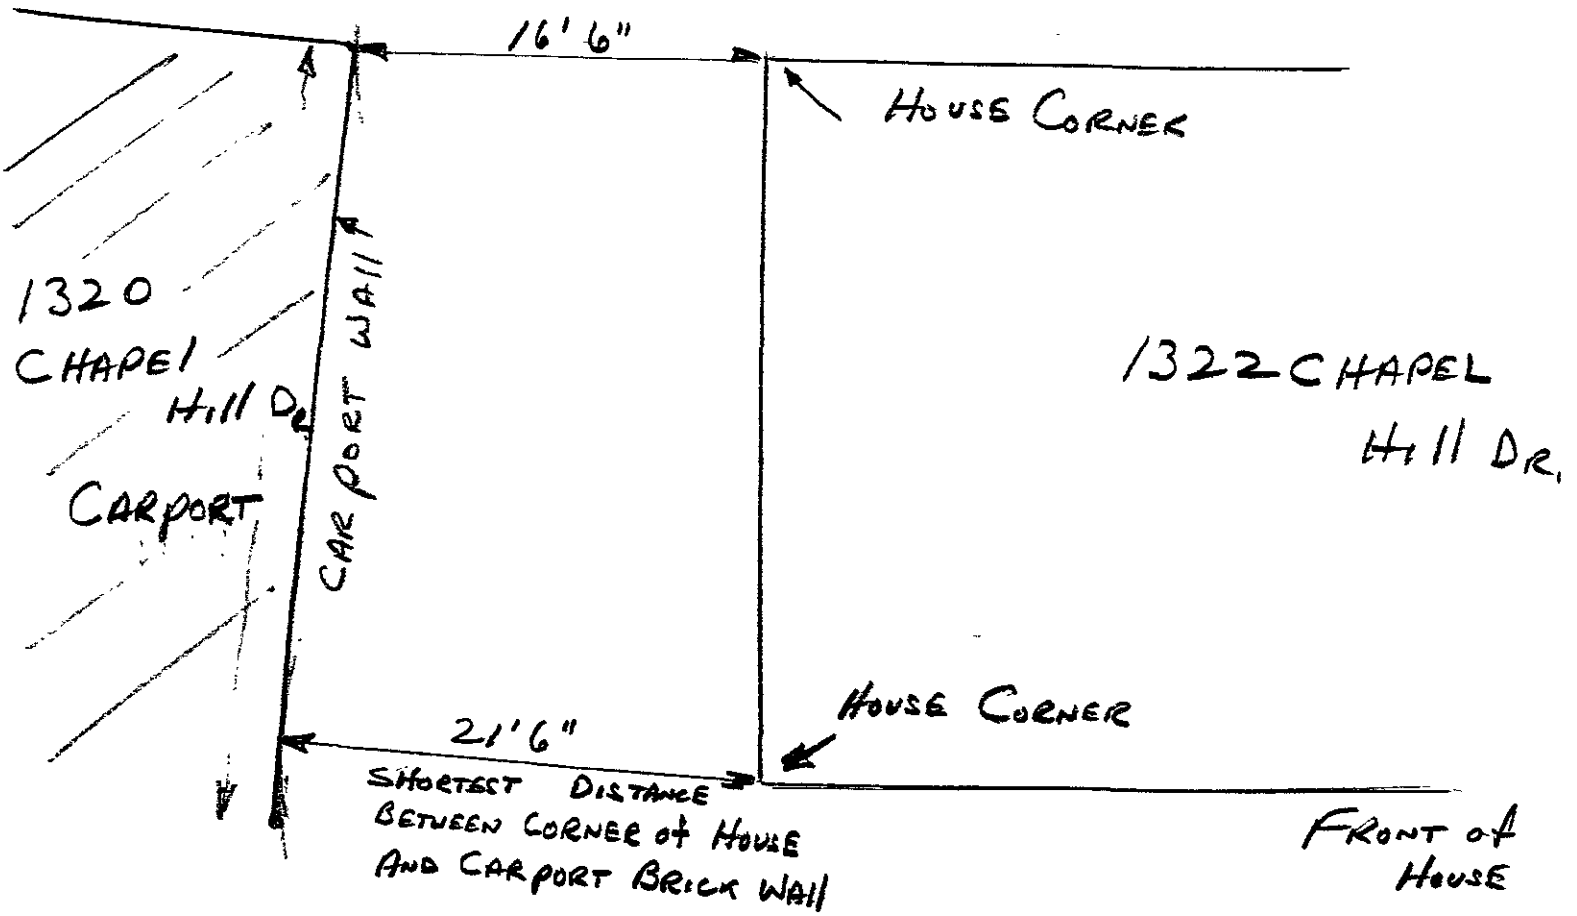 16'6"
HOUSE CORNER
1320
CHAPEl
Hill DR
CARPORT
CARPORT WAll
1322 CHAPEL
Hill DR.
HOUSE CORNER
21'6"
SHORTEST DISTANCE
BETWEEN CORNER of HOUSE
AND CARPORT BRICK WAll
FRONT of
HOUSE